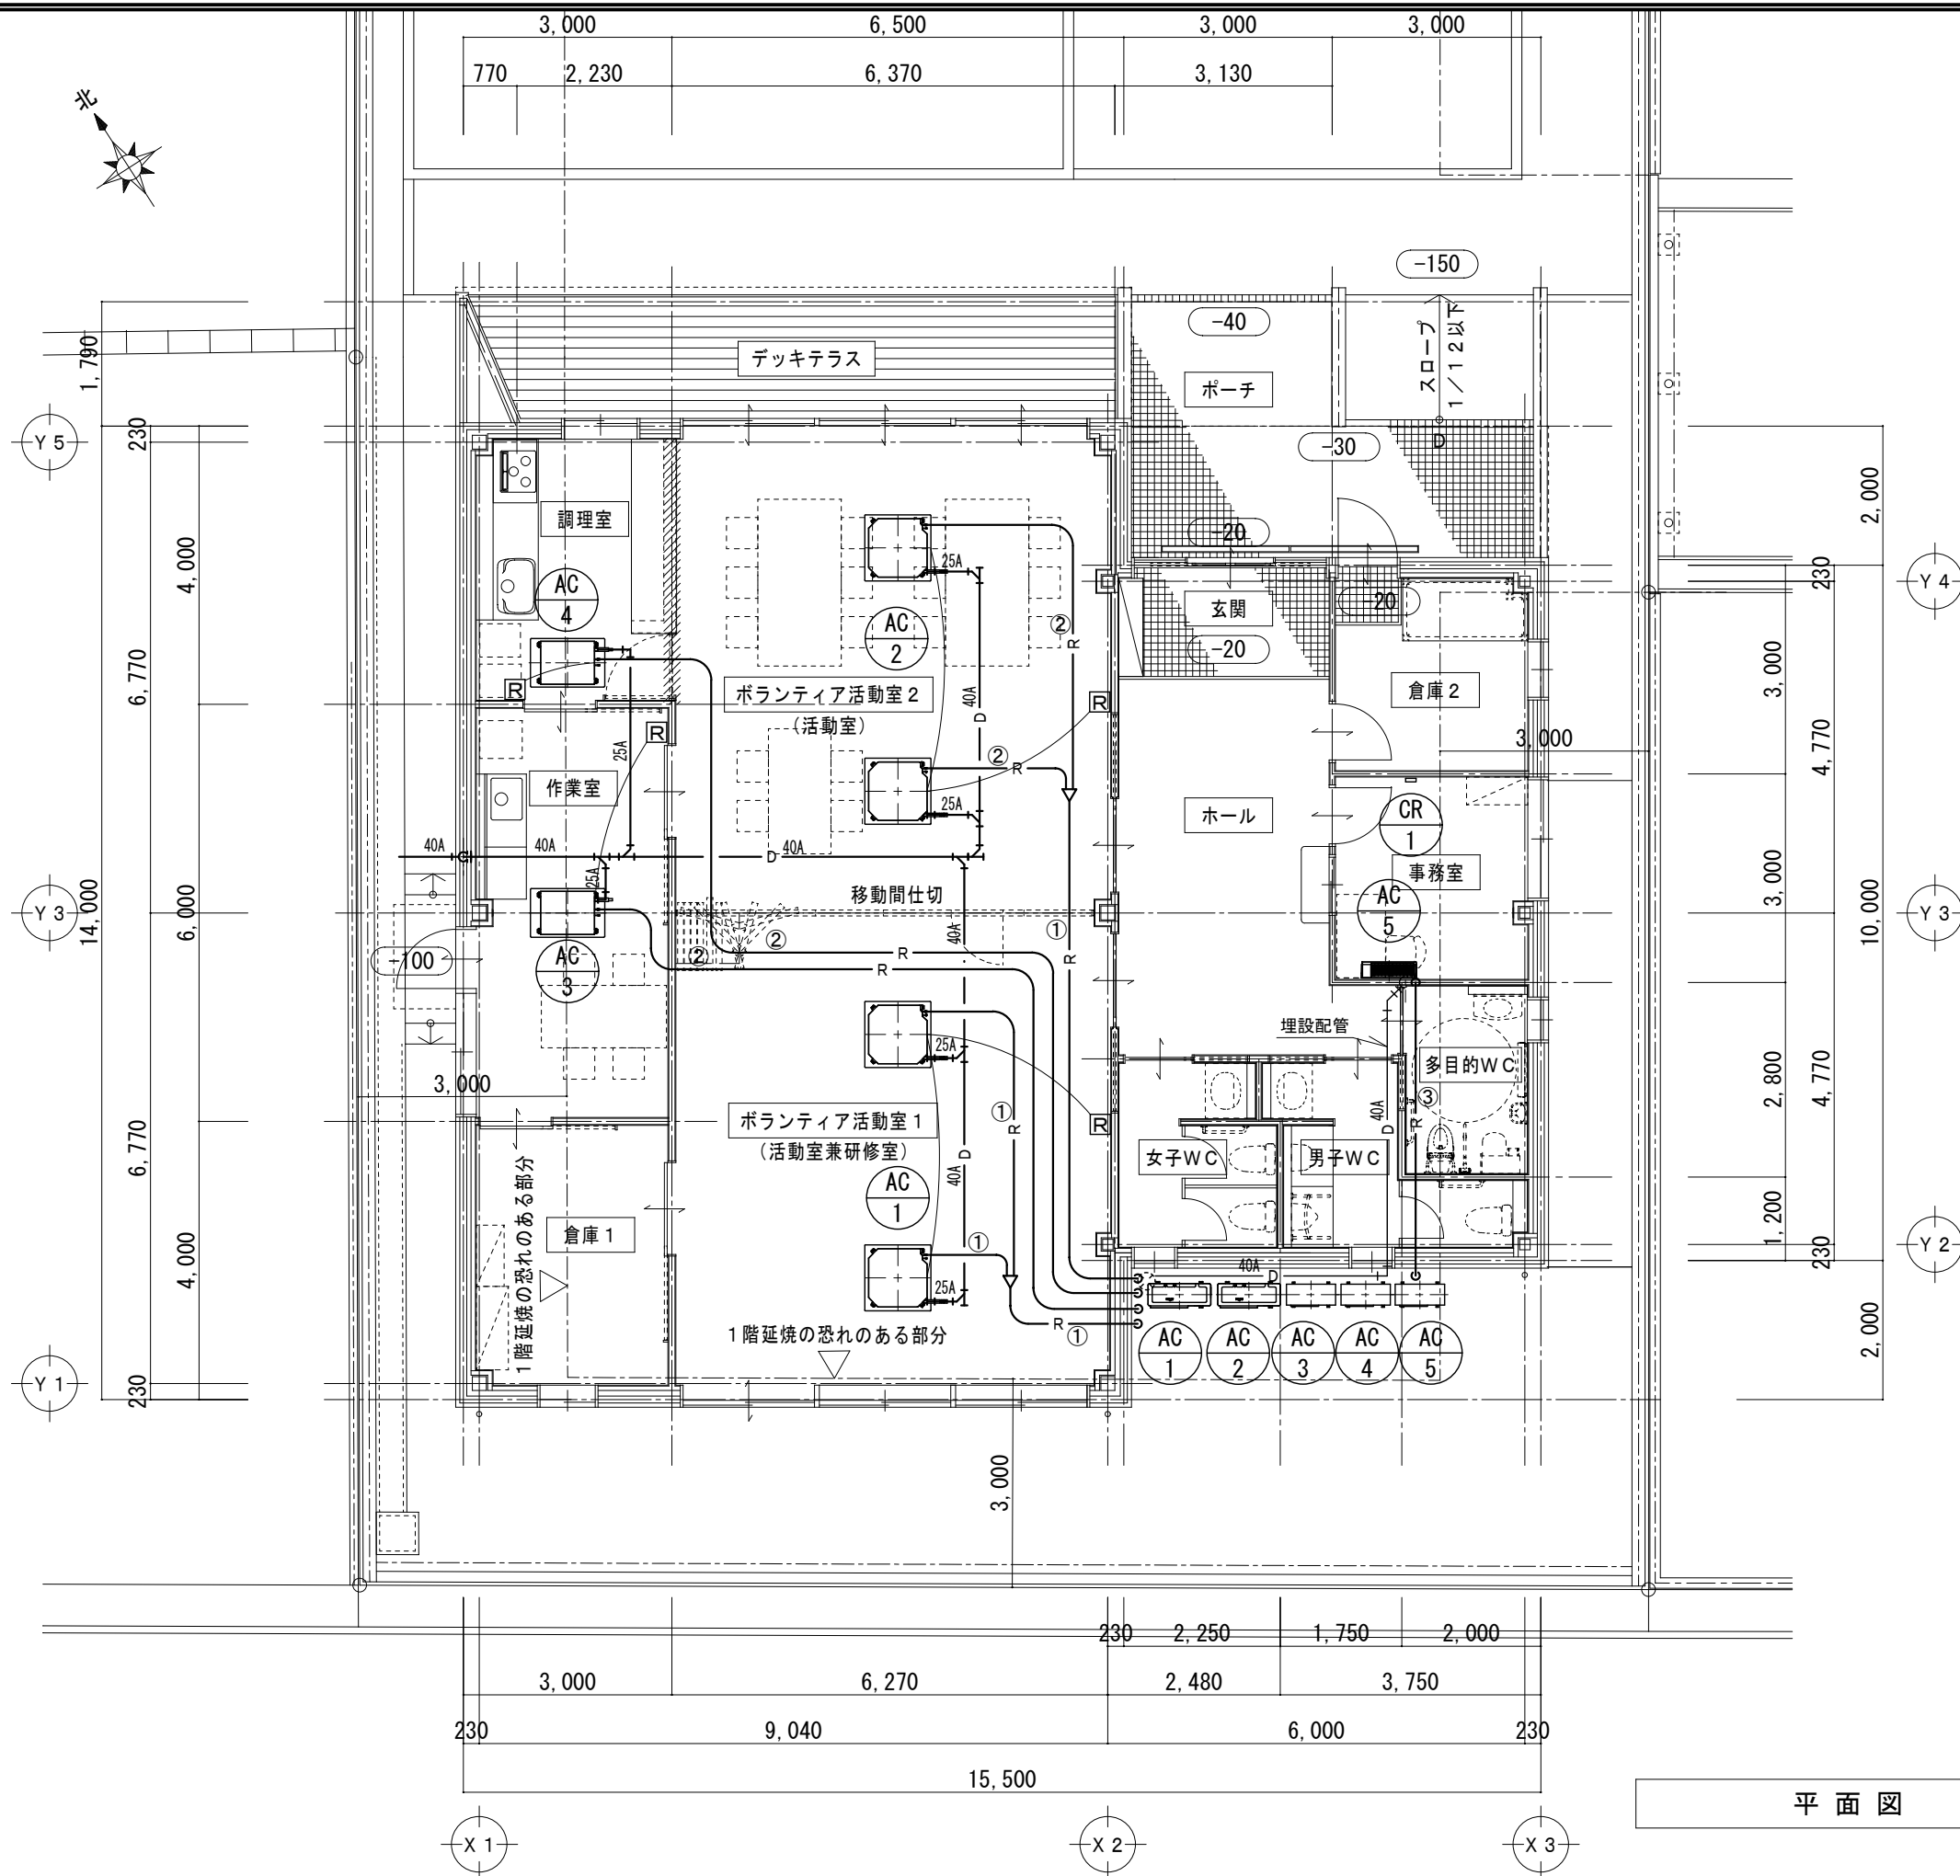 3,000 6,500 3,000 3,000
770 2,230 6,370 3,130
北
-150
-40
デッキテラス
ポーチ
スロープ
1／12以下
D
-30
1,790
Y 5
230
4,000
6,770
14,000
6,000
Y 3
6,770
4,000
230
Y 1
2,000
230
Y 4
3,000
4,770
3,000
10,000
Y 3
2,800
4,770
1,200
230
Y 2
2,000
調理室
-20
25A
AC
4
AC
2
②
R
玄関
-20
-20
R
ボランティア活動室２
(活動室)
40A
D
R
倉庫２
3,000
R
25A
作業室
② R
25A
ホール
CR
1
事務室
40A 40A D 40A
25A
移動間仕切
AC
5
-100
AC
3
②
②
R
R
40A
①
R
3,000
25A
埋設配管
多目的ＷＣ
①
R
ボランティア活動室１
(活動室兼研修室)
R
40A
D
③
R
女子ＷＣ
男子ＷＣ
40A
D
AC
1
倉庫１
1階延焼の恐れのある部分
①
25A
40A D
R ①
1階延焼の恐れのある部分
AC
1
AC
2
AC
3
AC
4
AC
5
3,000
230 2,250 1,750 2,000
3,000 6,270 2,480 3,750
230 9,040 6,000 230
15,500
平 面 図
X 1 X 2 X 3